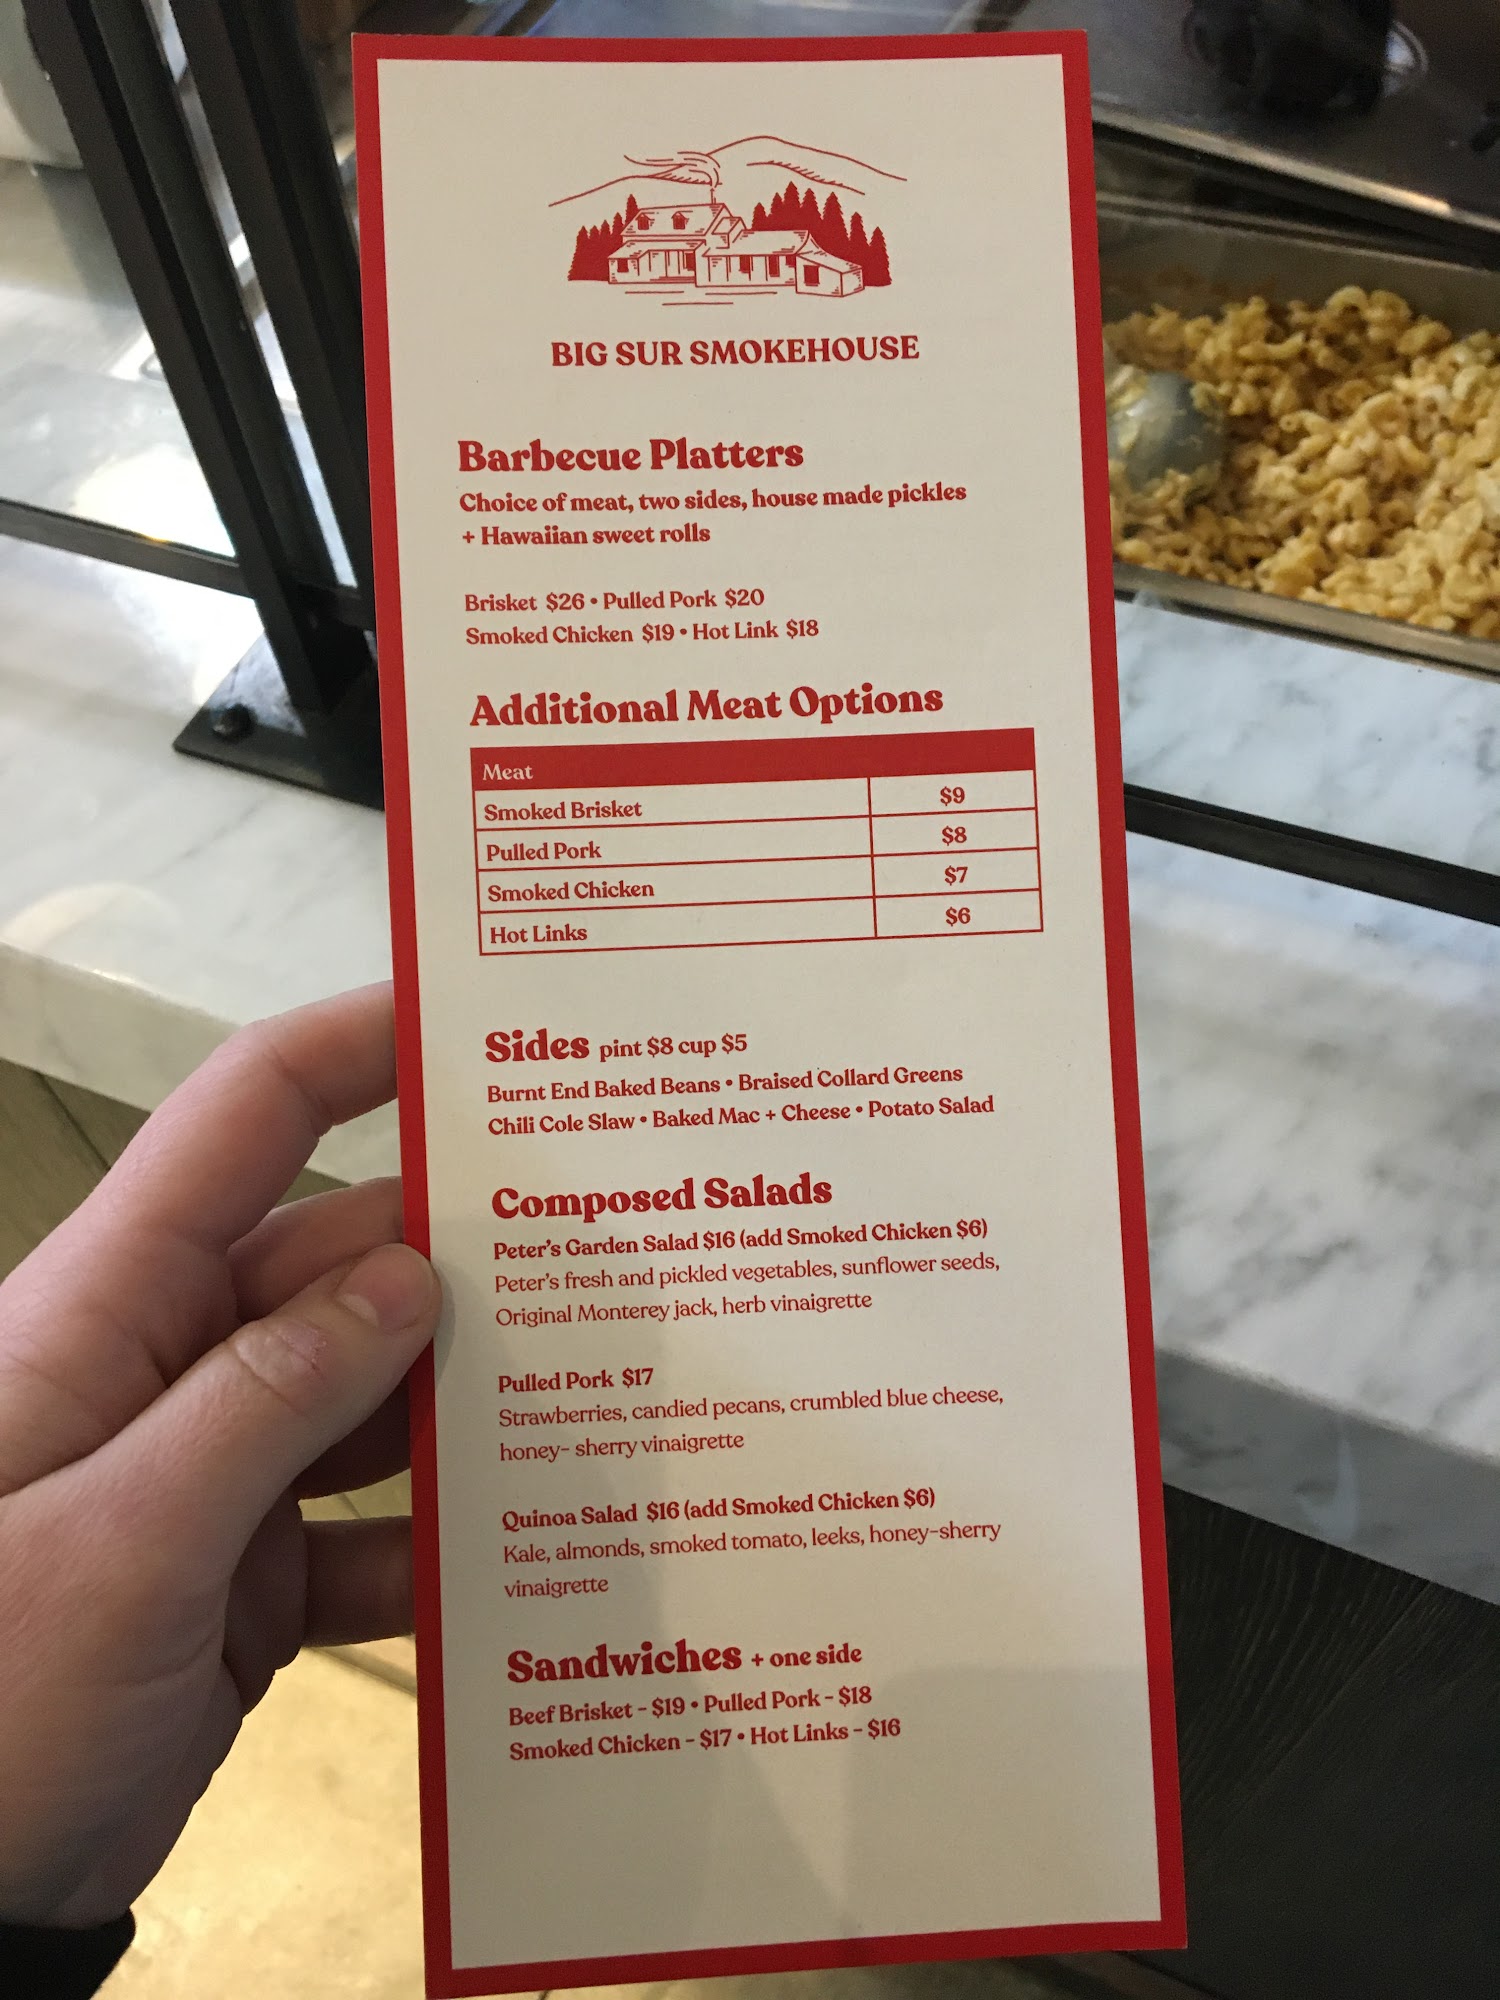 BIG SUR SMOKEHOUSE
Barbecue Platters
Choice of meat, two sides, house made pickles
+ Hawaiian sweet rolls
Brisket $26 • Pulled Pork $20
Smoked Chicken $19 • Hot Link $18
Additional Meat Options
Meat
Smoked Brisket $9
Pulled Pork $8
Smoked Chicken $7
Hot Links $6
Sides pint $8 cup $5
Burnt End Baked Beans • Braised Collard Greens
Chili Cole Slaw • Baked Mac + Cheese • Potato Salad
Composed Salads
Peter's Garden Salad $16 (add Smoked Chicken $6)
Peter's fresh and pickled vegetables, sunflower seeds,
Original Monterey jack, herb vinaigrette
Pulled Pork $17
Strawberries, candied pecans, crumbled blue cheese,
honey- sherry vinaigrette
Quinoa Salad $16 (add Smoked Chicken $6)
Kale, almonds, smoked tomato, leeks, honey-sherry
vinaigrette
Sandwiches + one side
Beef Brisket - $19 • Pulled Pork - $18
Smoked Chicken - $17 • Hot Links - $16